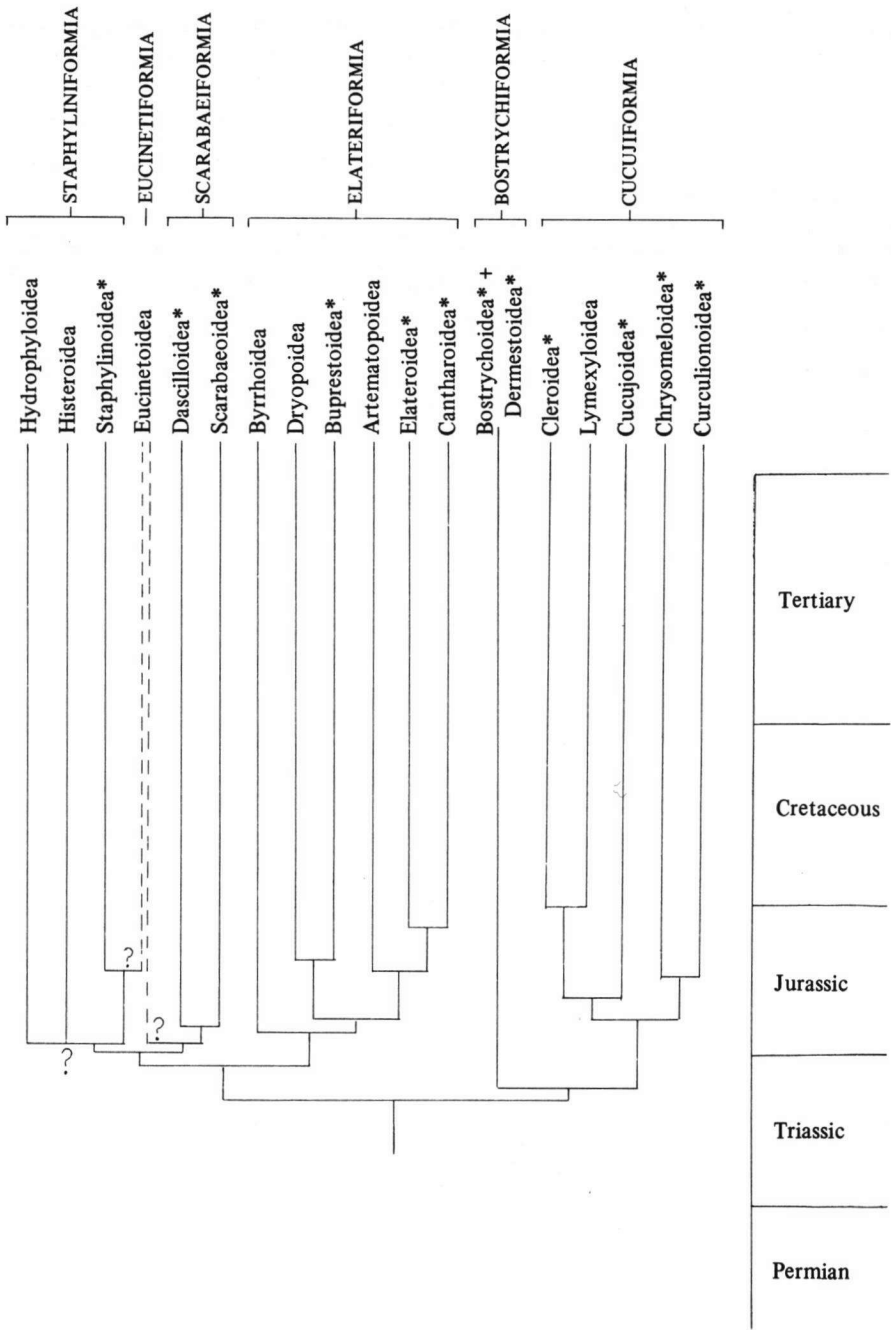 STAPHYLINIFORMIA
EUCINETIFORMIA
SCARABAEIFORMIA
ELATERIFORMIA
BOSTRYCHIFORMIA
CUCUJIFORMIA
Hydrophyloidea
Histeroidea
Staphylinoidea*
Eucinetoidea
Dascilloidea*
Scarabaeoidea*
Byrrhoidea
Dryopoidea
Buprestoidea*
Artematopoidea
Elateroidea*
Cantharoidea*
Bostrychoidea* +
Dermestoidea*
Cleroidea*
Lymexyloidea
Cucujoidea*
Chrysomeloidea*
Curculionoidea*
?
?
?
Tertiary
Cretaceous
Jurassic
Triassic
Permian